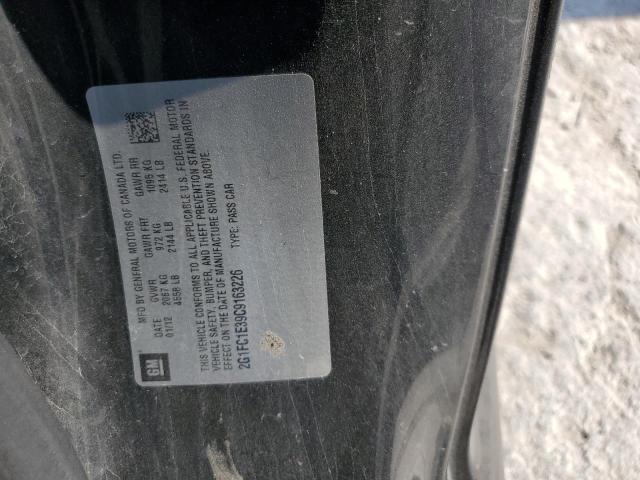 GM
MFD BY GENERAL MOTORS OF CANADA LTD.
DATE GVWR GAWR FRT GAWR RR
01/12 2067 KG 972 KG 1095 KG
4558 LB 2144 LB 2414 LB
THIS VEHICLE CONFORMS TO ALL APPLICABLE U.S. FEDERAL MOTOR
VEHICLE SAFETY, BUMPER, AND THEFT PREVENTION STANDARDS IN
EFFECT ON THE DATE OF MANUFACTURE SHOWN ABOVE.
2G1FC1E39C9163226 TYPE: PASS CAR